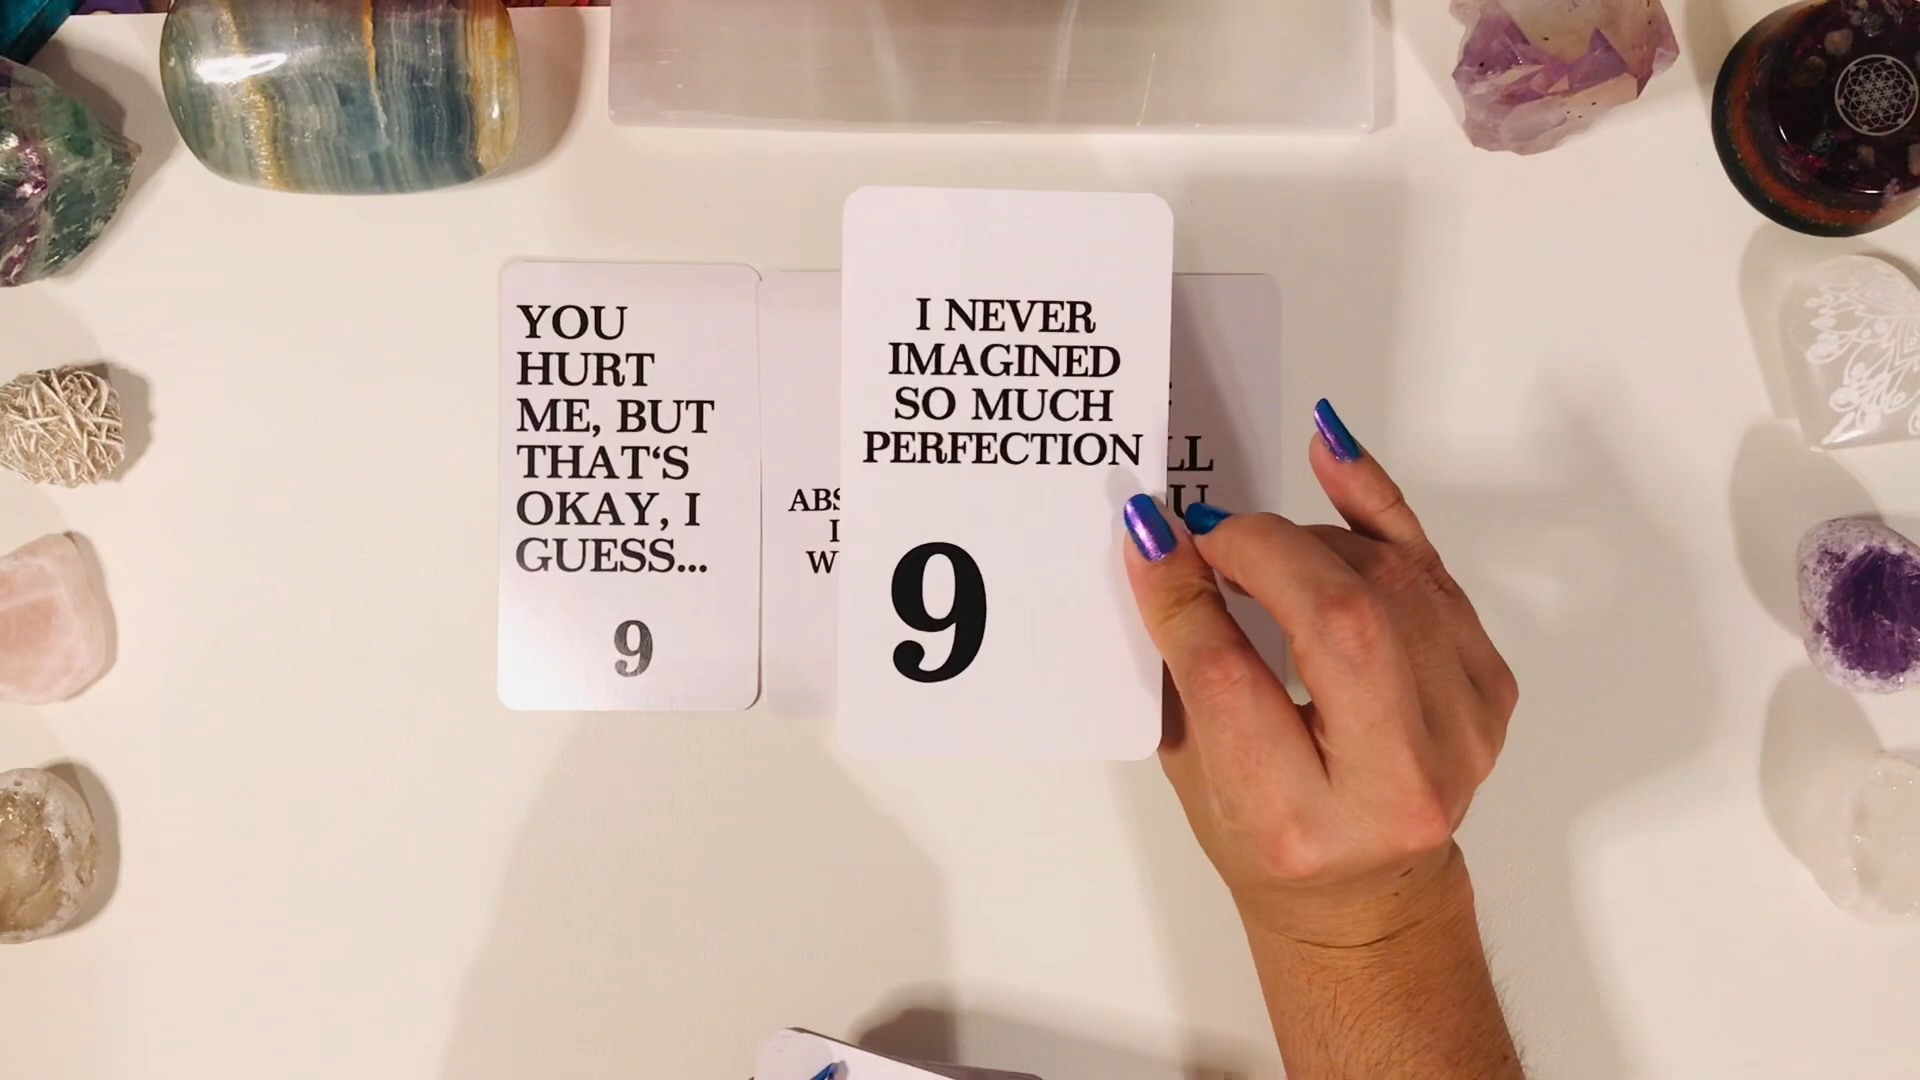 YOU
HURT
ME, BUT
THAT‘S
OKAY, I
GUESS...
9
I NEVER
IMAGINED
SO MUCH
PERFECTION
9